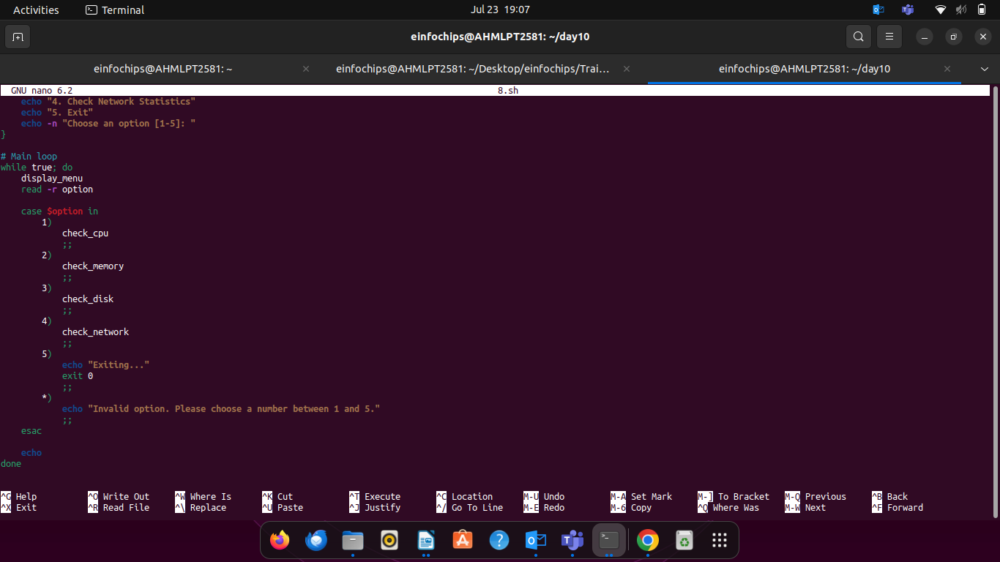 Activities Terminal Jul 23 19:07
einfochips@AHMLPT2581: ~/day10
einfochips@AHMLPT2581: ~ × einfochips@AHMLPT2581: ~/Desktop/einfochips/Trai... × einfochips@AHMLPT2581: ~/day10 ×
GNU nano 6.2 8.sh
    echo "4. Check Network Statistics"
    echo "5. Exit"
    echo -n "Choose an option [1-5]: "
}
# Main loop
while true; do
    display_menu
    read -r option
    case $option in
        1)
            check_cpu
            ;;
        2)
            check_memory
            ;;
        3)
            check_disk
            ;;
        4)
            check_network
            ;;
        5)
            echo "Exiting..."
            exit 0
            ;;
        *)
            echo "Invalid option. Please choose a number between 1 and 5."
            ;;
    esac
    echo
done
^G Help ^O Write Out ^W Where Is ^K Cut ^T Execute ^C Location M-U Undo M-A Set Mark M-] To Bracket M-Q Previous ^B Back
^X Exit ^R Read File ^\ Replace ^U Paste ^J Justify ^/ Go To Line M-E Redo M-6 Copy ^Q Where Was M-W Next ^F Forward